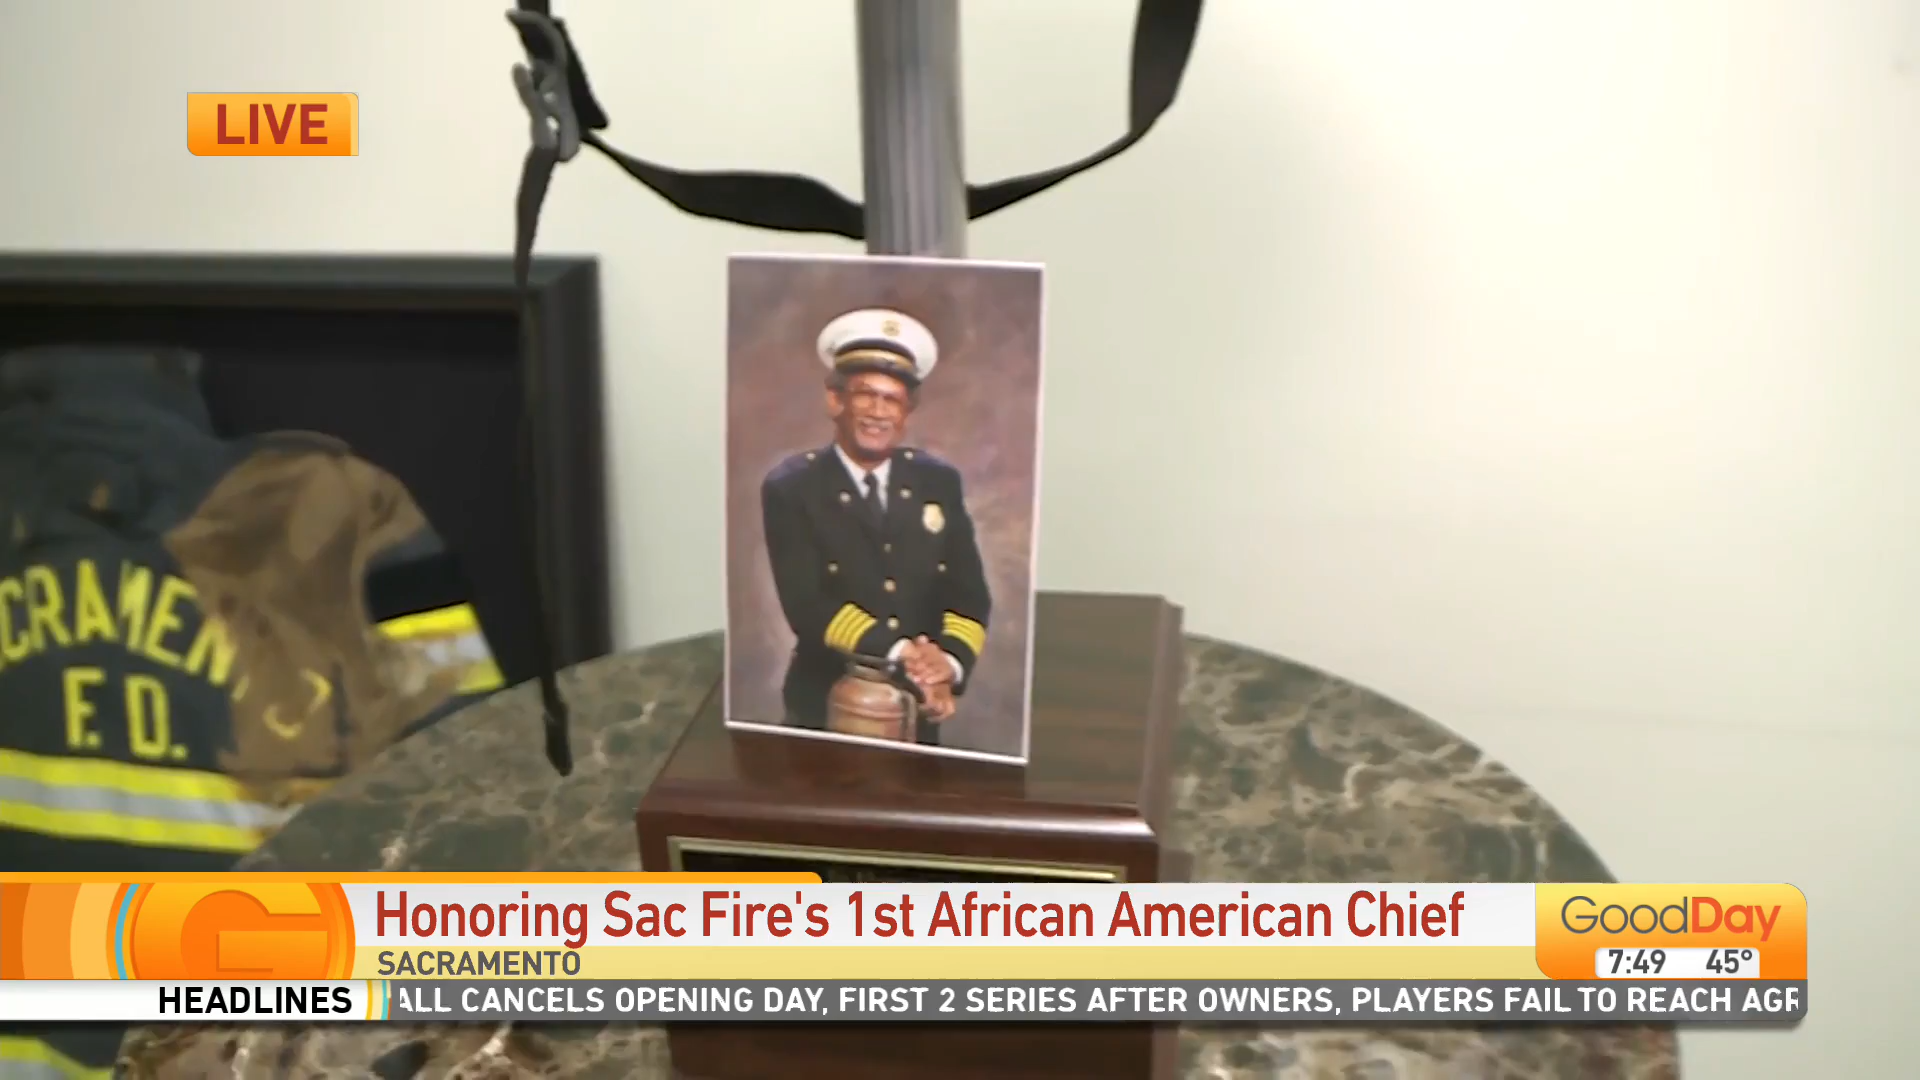 LIVE
CRAMEN
F.D.
Honoring Sac Fire's 1st African American Chief
SACRAMENTO
GoodDay
7:49 45°
HEADLINES
ALL CANCELS OPENING DAY, FIRST 2 SERIES AFTER OWNERS, PLAYERS FAIL TO REACH AGR